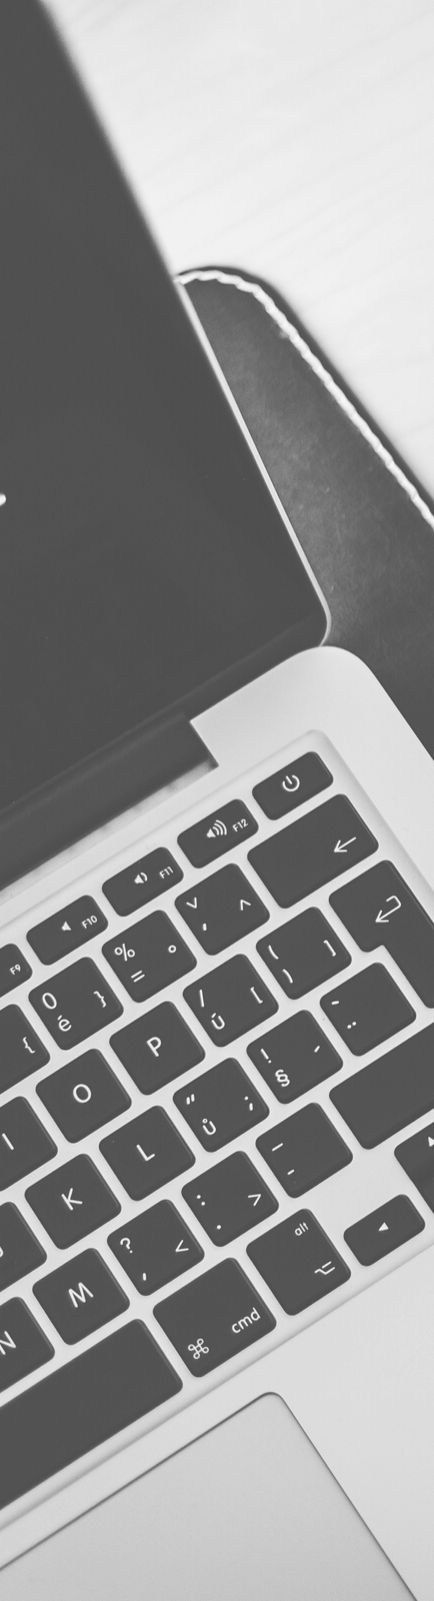 F9 F10 F11 F12
{ 0 é } % = ° ˇ ´ ^ ←
I O P / ú [ ( ) ]
K L " ů ; ! § ' ¨
N M ? , < : . > _ -
⌘ cmd alt ⌥ ◀